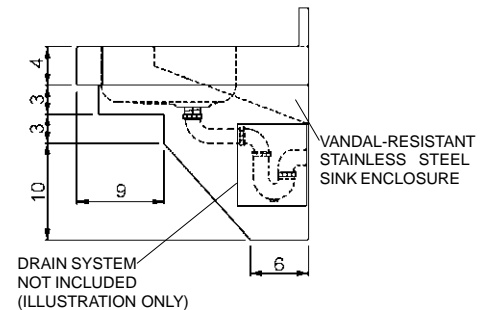 4
3
3
10
9
6
VANDAL-RESISTANT
STAINLESS STEEL
SINK ENCLOSURE
DRAIN SYSTEM
NOT INCLUDED
(ILLUSTRATION ONLY)